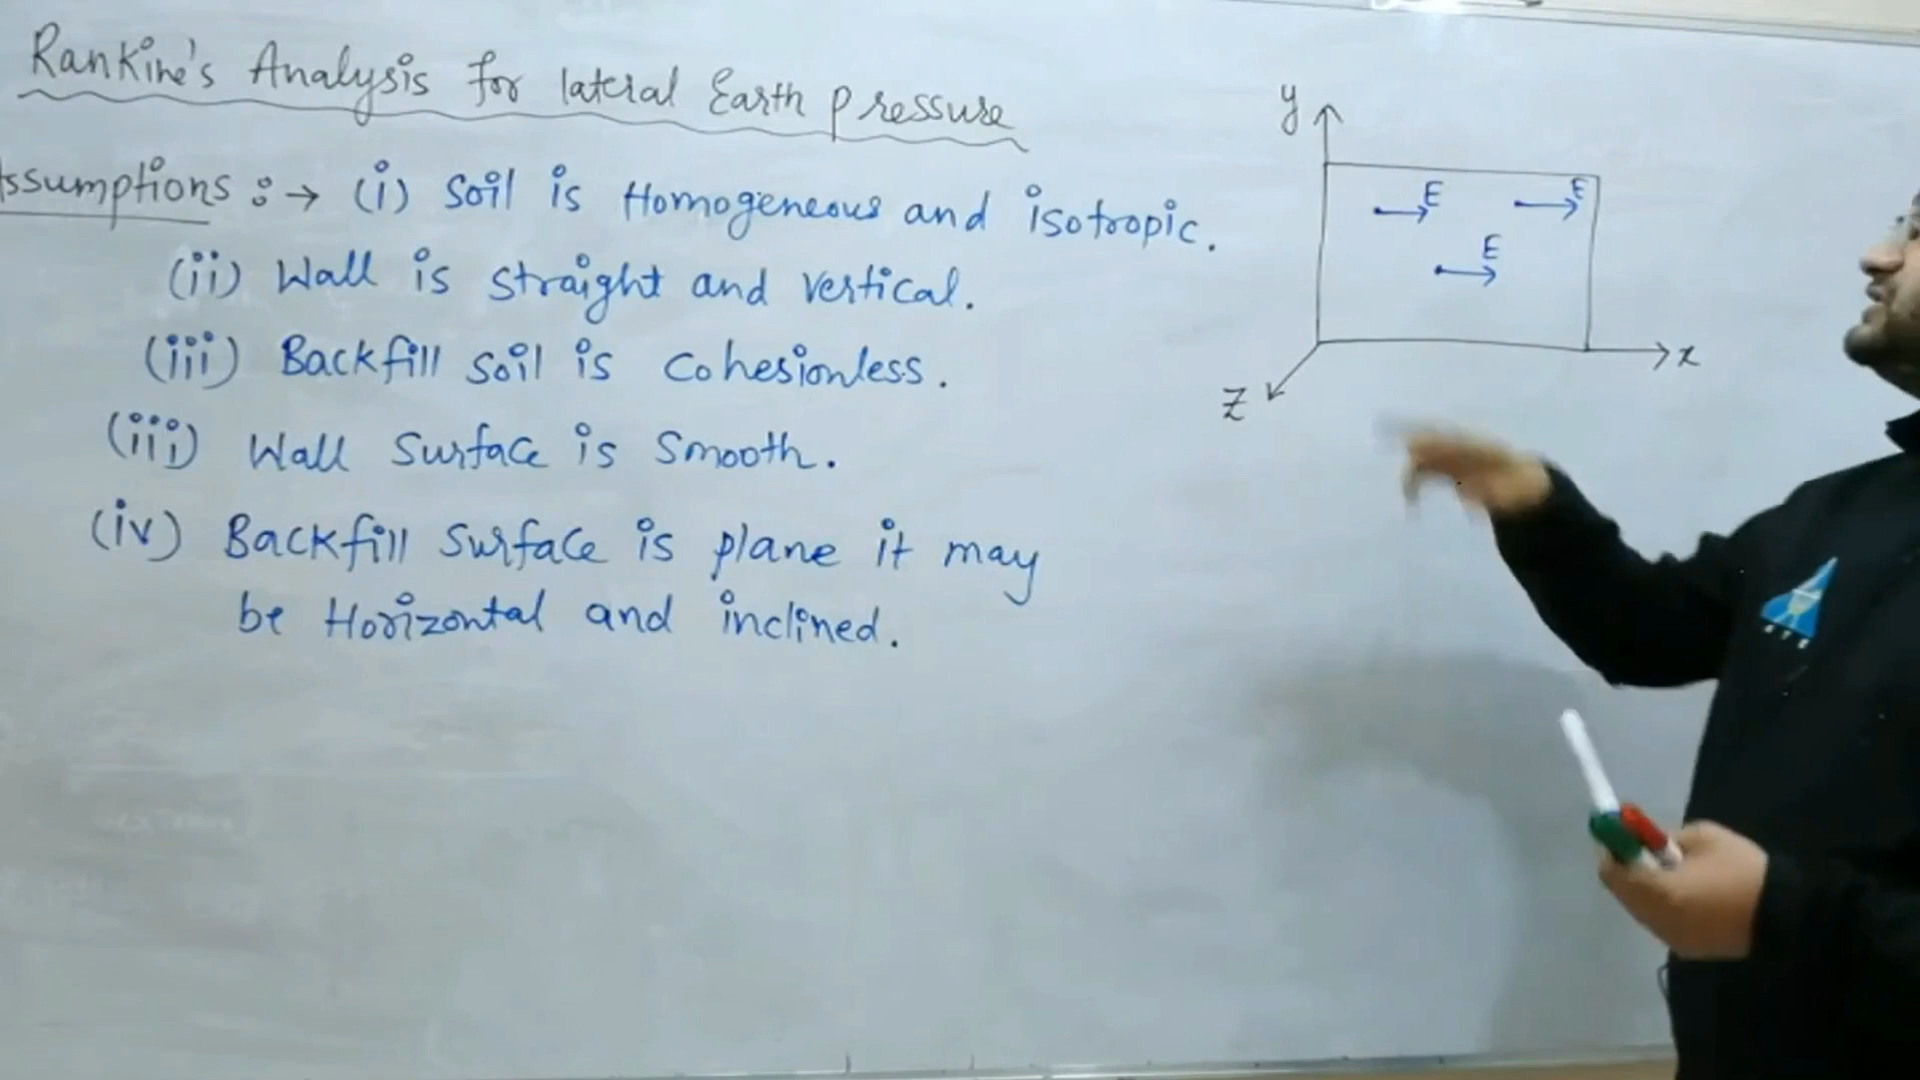 Rankine's Analysis for lateral Earth pressure
Assumptions :→ (i) Soil is Homogeneous and isotropic.
(ii) Wall is straight and vertical.
(iii) Backfill soil is cohesionless.
(iii) Wall surface is smooth.
(iv) Backfill surface is plane it may
be Horizontal and inclined.
y
E E
E
x
z